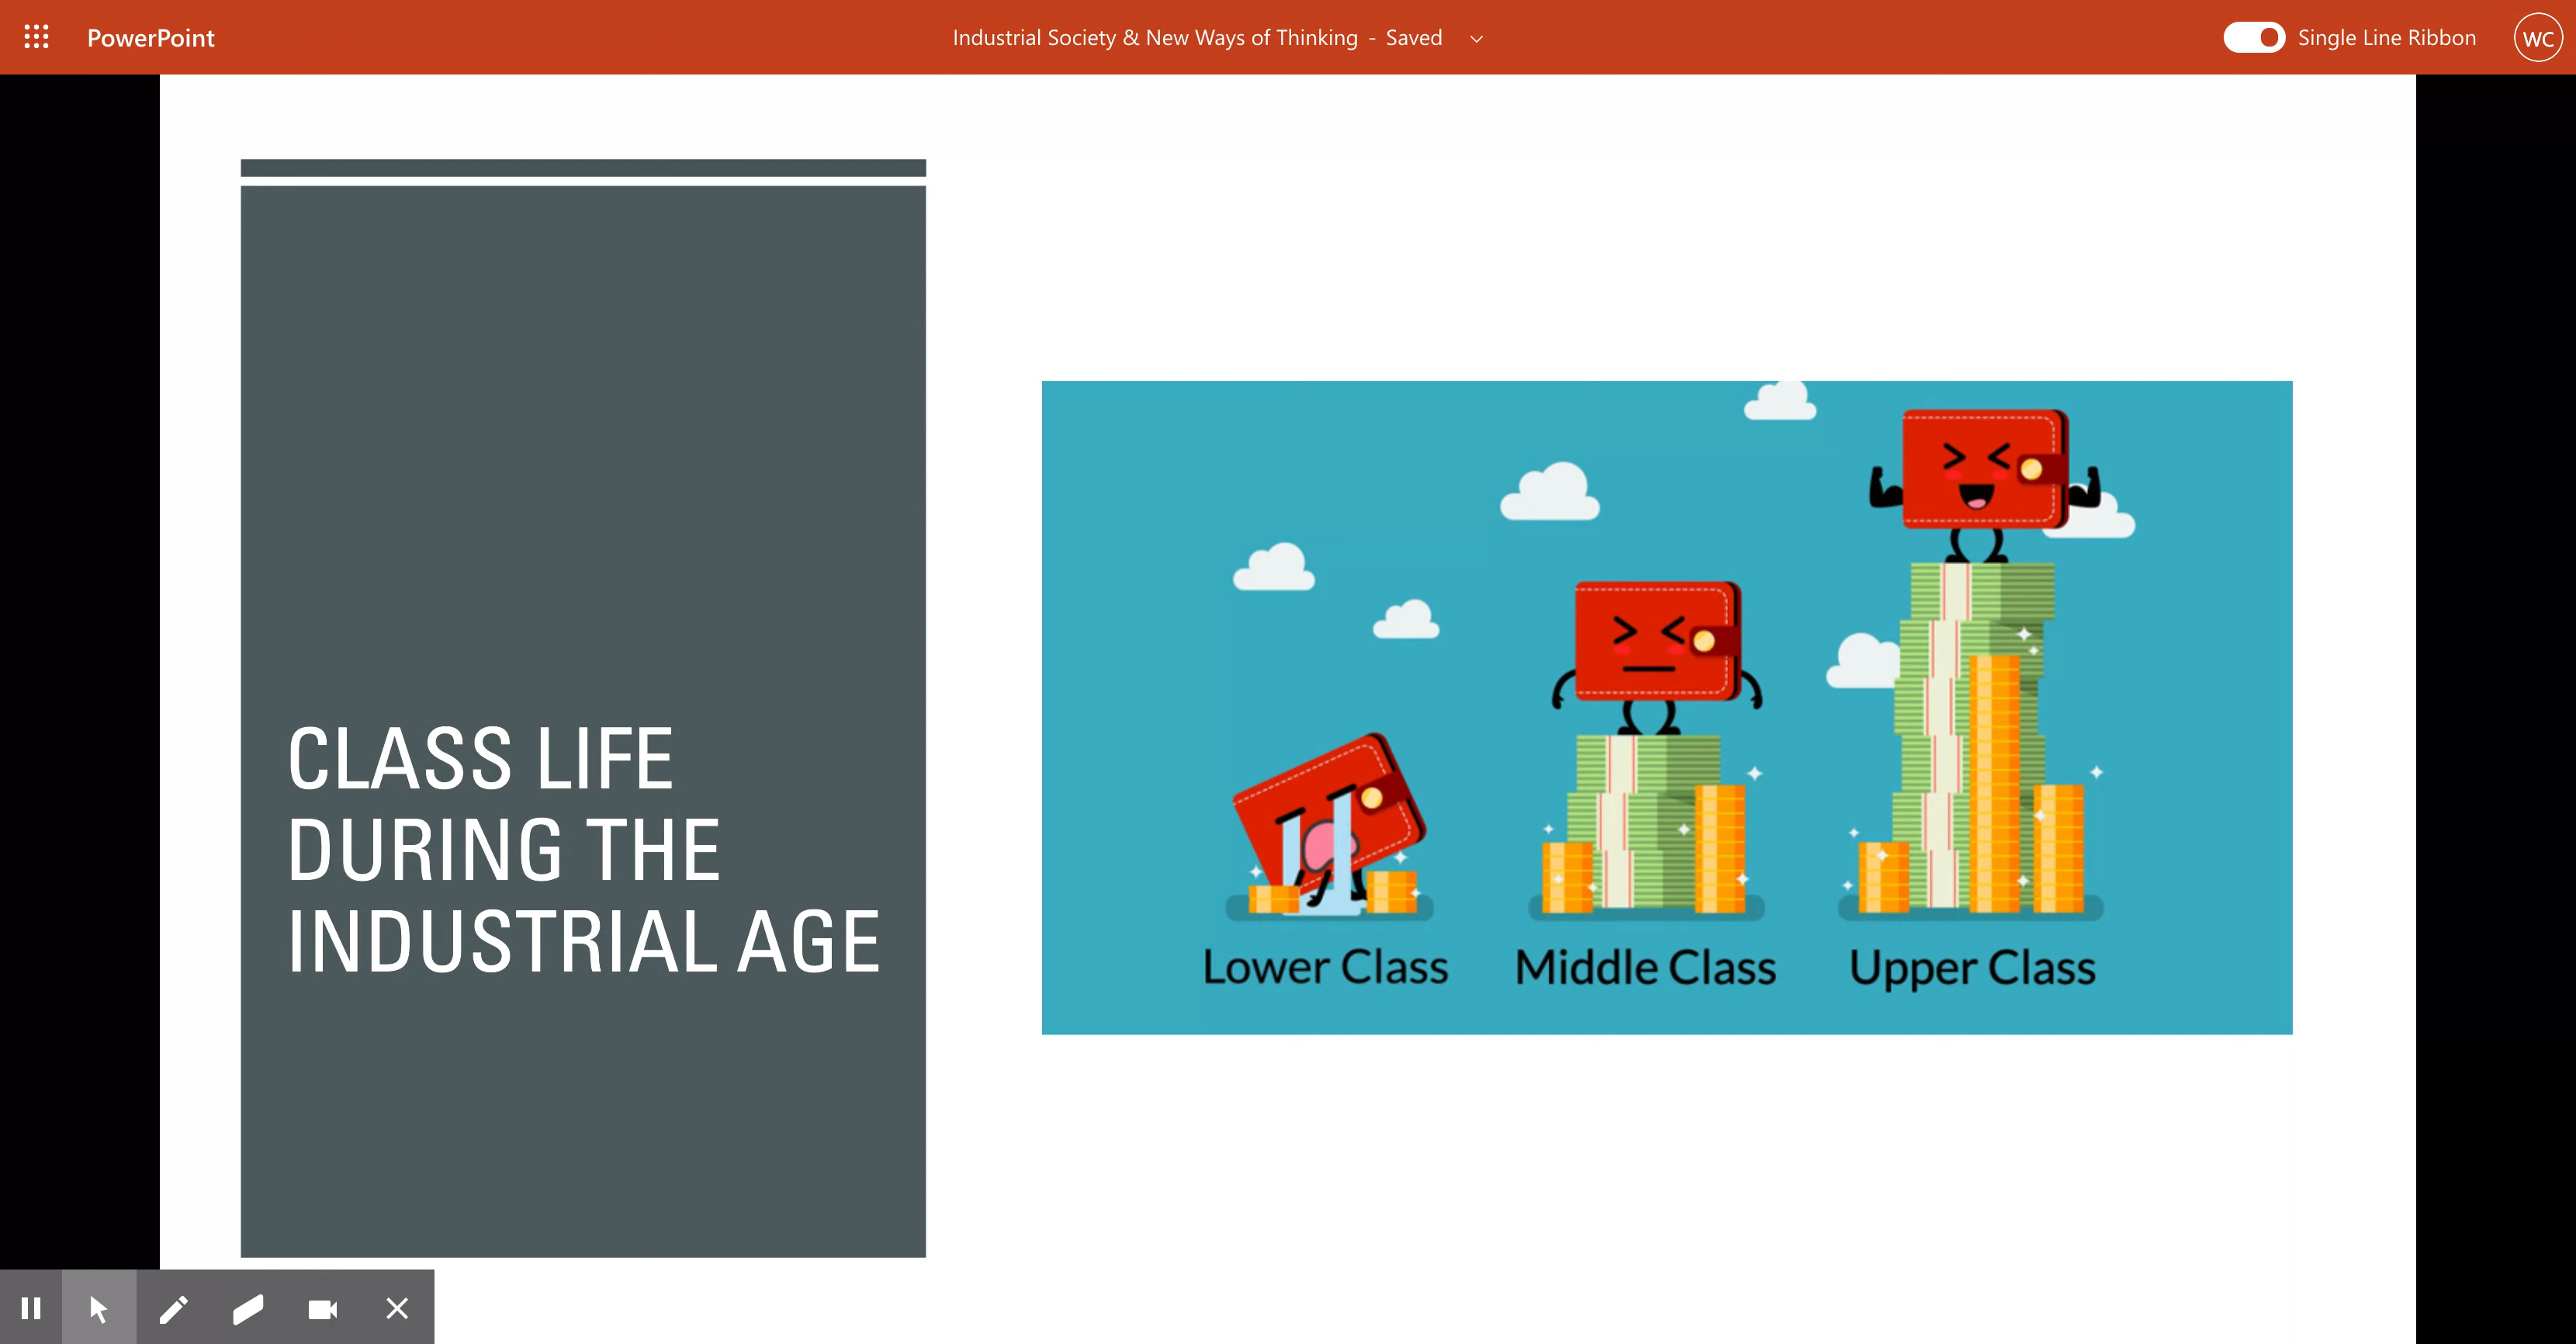 PowerPoint
Industrial Society & New Ways of Thinking - Saved
Single Line Ribbon
WC
CLASS LIFE
DURING THE
INDUSTRIAL AGE
Lower Class
Middle Class
Upper Class